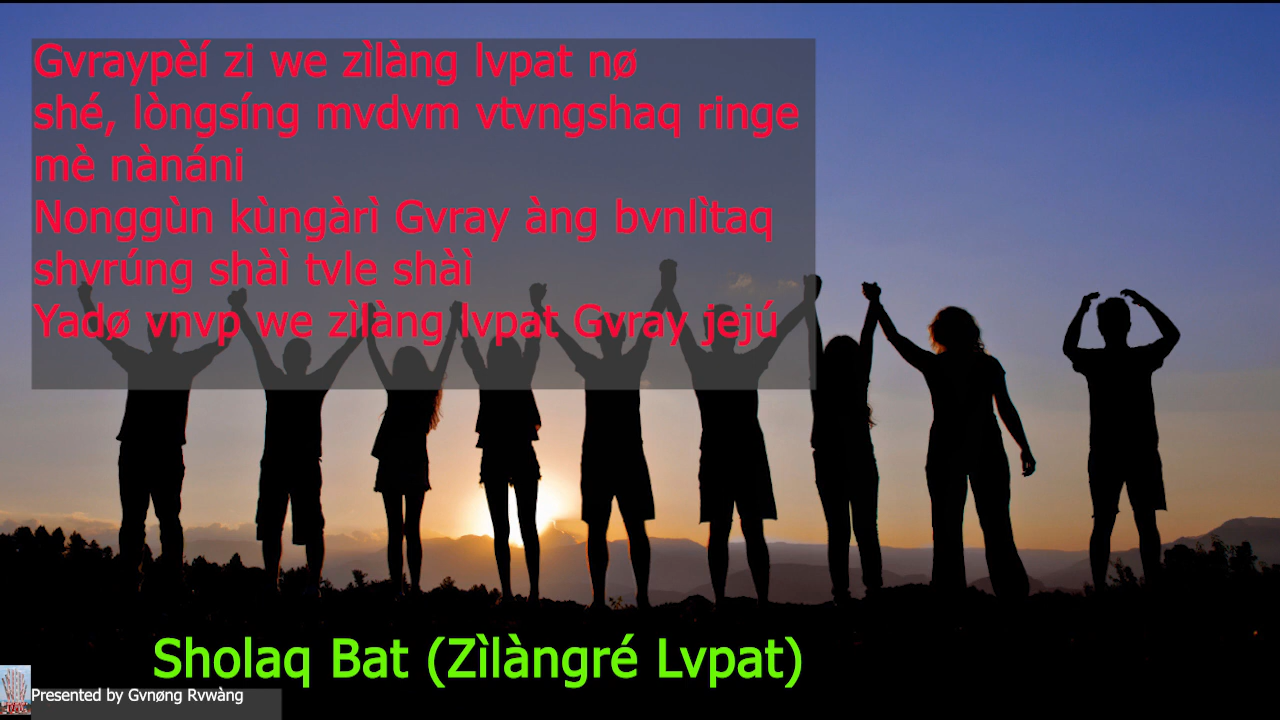 Gvraypèí zi we zìlàng lvpat nø
shé, lòngsíng mvdvm vtvngshaq ringe
mè nànáni
Nonggùn kùngàrì Gvray àng bvnlìtaq
shvrúng shàì tvle shàì
Yadø vnvp we zìlàng lvpat Gvray jejú
Sholaq Bat (Zìlàngré Lvpat)
Presented by Gvnøng Rvwàng